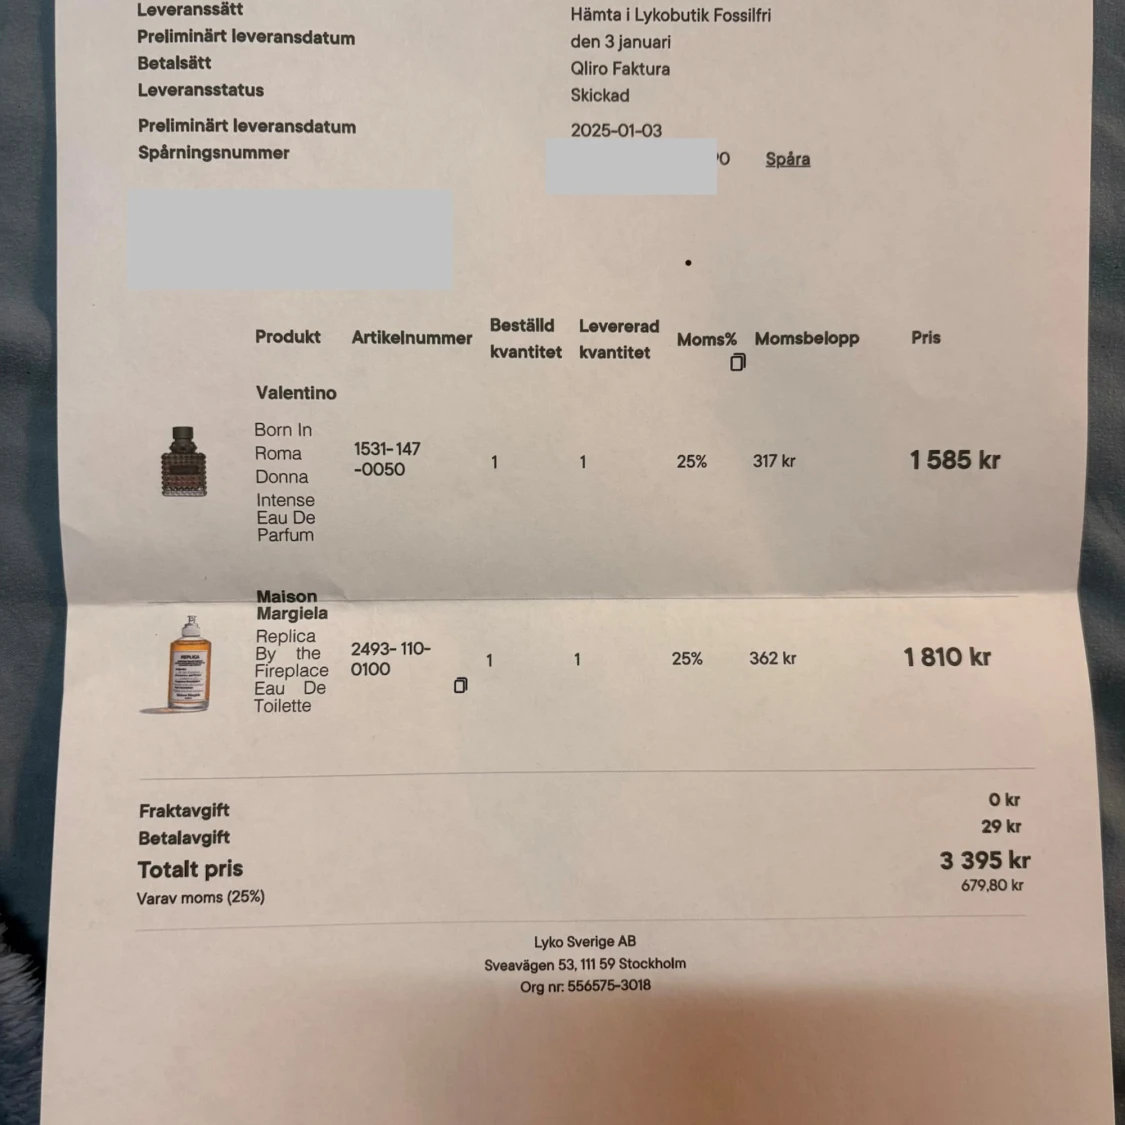 Leveranssätt Hämta i Lykobutik Fossilfri
Preliminärt leveransdatum den 3 januari
Betalsätt Qliro Faktura
Leveransstatus Skickad
Preliminärt leveransdatum 2025-01-03
Spårningsnummer 0 Spåra
Produkt Artikelnummer Beställd kvantitet Levererad kvantitet Moms% Momsbelopp Pris
Valentino
Born In
Roma
Donna
Intense
Eau De
Parfum
1531-147
-0050
1 1 25% 317 kr 1 585 kr
Maison
Margiela
Replica
By the
Fireplace
Eau De
Toilette
2493-110-
0100
1 1 25% 362 kr 1 810 kr
REPLICA
Fraktavgift 0 kr
Betalavgift 29 kr
Totalt pris 3 395 kr
Varav moms (25%) 679,80 kr
Lyko Sverige AB
Sveavägen 53, 111 59 Stockholm
Org nr: 556575-3018